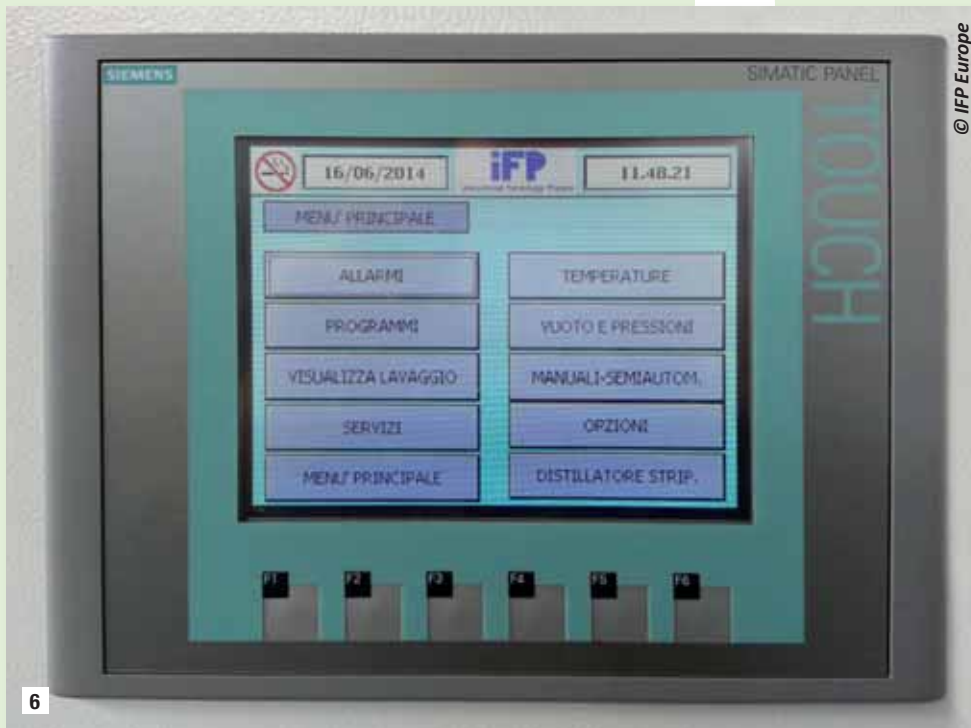 © IFP Europe
SIEMENS
SIMATIC PANEL
TOUCH
16/06/2014
iFP
11.48.21
MENU' PRINCIPALE
ALLARMI
TEMPERATURE
PROGRAMMI
VUOTO E PRESSIONI
VISUALIZZA LAVAGGIO
MANUALI-SEMIAUTOM.
SERVIZI
OPZIONI
MENU' PRINCIPALE
DISTILLATORE STRIP.
F1
F2
F3
F4
F5
F6
6